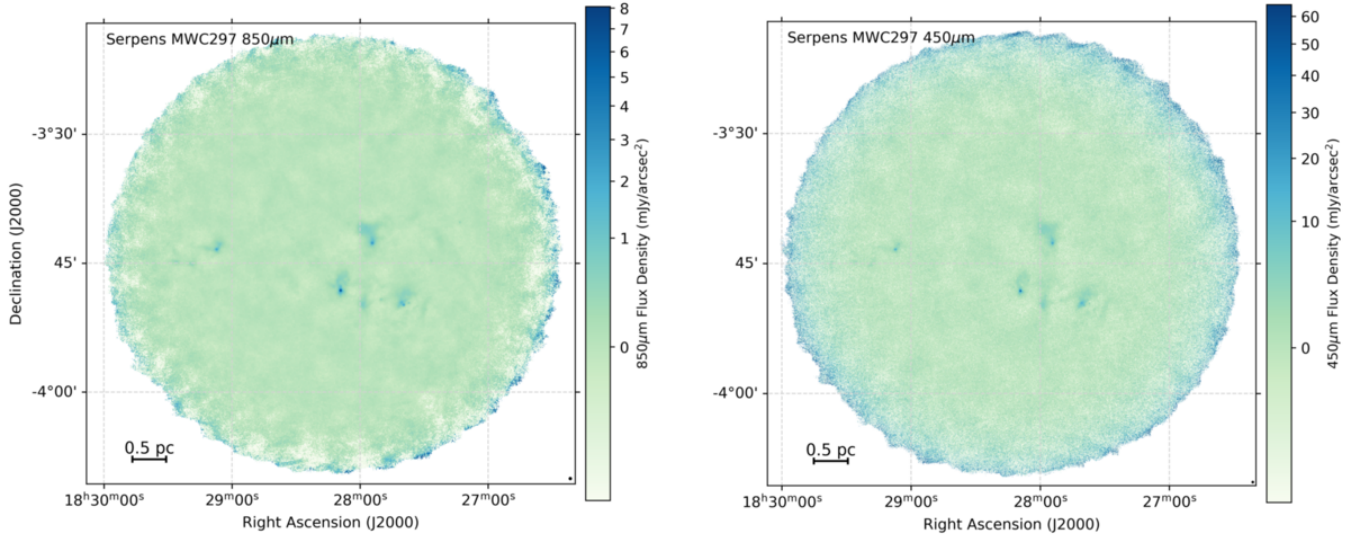 Serpens MWC297 850μm
-3°30'
45'
-4°00'
Declination (J2000)
0.5 pc
18ʰ30ᵐ00ˢ
29ᵐ00ˢ
28ᵐ00ˢ
27ᵐ00ˢ
Right Ascension (J2000)
8
7
6
5
4
3
2
1
0
850μm Flux Density (mJy/arcsec²)
Serpens MWC297 450μm
-3°30'
45'
-4°00'
0.5 pc
18ʰ30ᵐ00ˢ
29ᵐ00ˢ
28ᵐ00ˢ
27ᵐ00ˢ
Right Ascension (J2000)
60
50
40
30
20
10
0
450μm Flux Density (mJy/arcsec²)